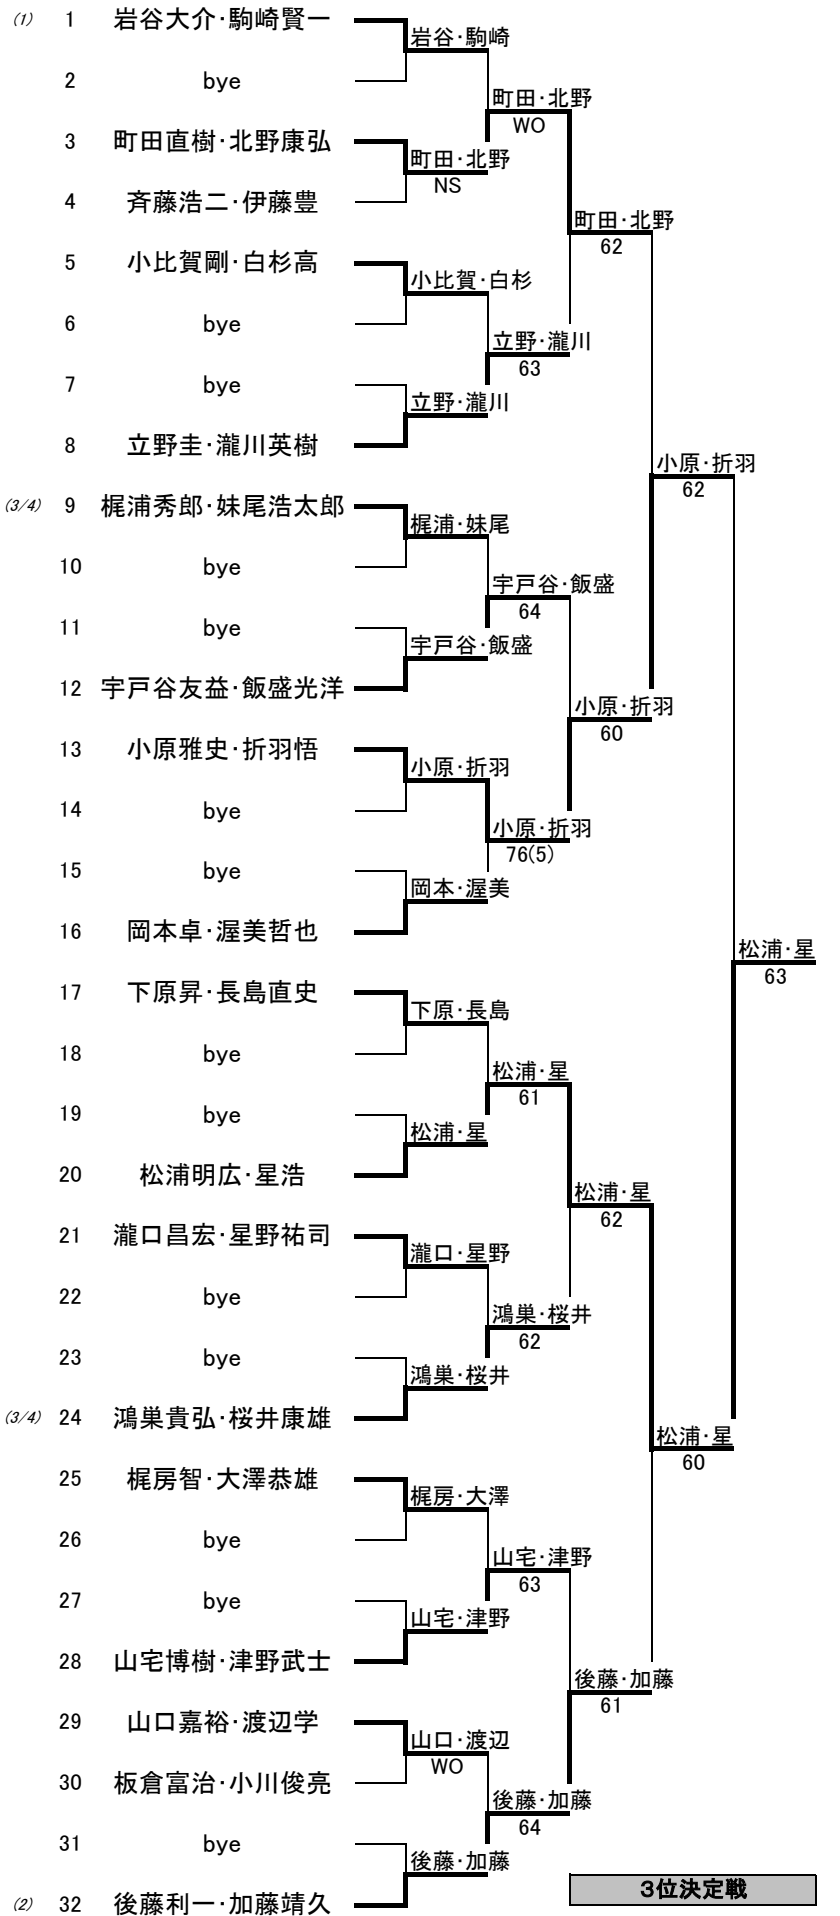 (1) 1 岩谷大介･駒崎賢一
岩谷･駒崎
2 bye
町田･北野
WO
3 町田直樹･北野康弘
町田･北野
NS
4 斉藤浩二･伊藤豊
町田･北野
62
5 小比賀剛･白杉高
小比賀･白杉
6 bye
立野･瀧川
63
7 bye
立野･瀧川
8 立野圭･瀧川英樹
小原･折羽
62
(3/4) 9 梶浦秀郎･妹尾浩太郎
梶浦･妹尾
10 bye
宇戸谷･飯盛
64
11 bye
宇戸谷･飯盛
12 宇戸谷友益･飯盛光洋
小原･折羽
60
13 小原雅史･折羽悟
小原･折羽
14 bye
小原･折羽
76(5)
15 bye
岡本･渥美
16 岡本卓･渥美哲也
松浦･星
63
17 下原昇･長島直史
下原･長島
18 bye
松浦･星
61
19 bye
松浦･星
20 松浦明広･星浩
松浦･星
62
21 瀧口昌宏･星野祐司
瀧口･星野
22 bye
鴻巣･桜井
62
23 bye
鴻巣･桜井
(3/4) 24 鴻巣貴弘･桜井康雄
松浦･星
60
25 梶房智･大澤恭雄
梶房･大澤
26 bye
山宅･津野
63
27 bye
山宅･津野
28 山宅博樹･津野武士
後藤･加藤
61
29 山口嘉裕･渡辺学
山口･渡辺
WO
30 板倉富治･小川俊亮
後藤･加藤
64
31 bye
後藤･加藤
(2) 32 後藤利一･加藤靖久
3位決定戦